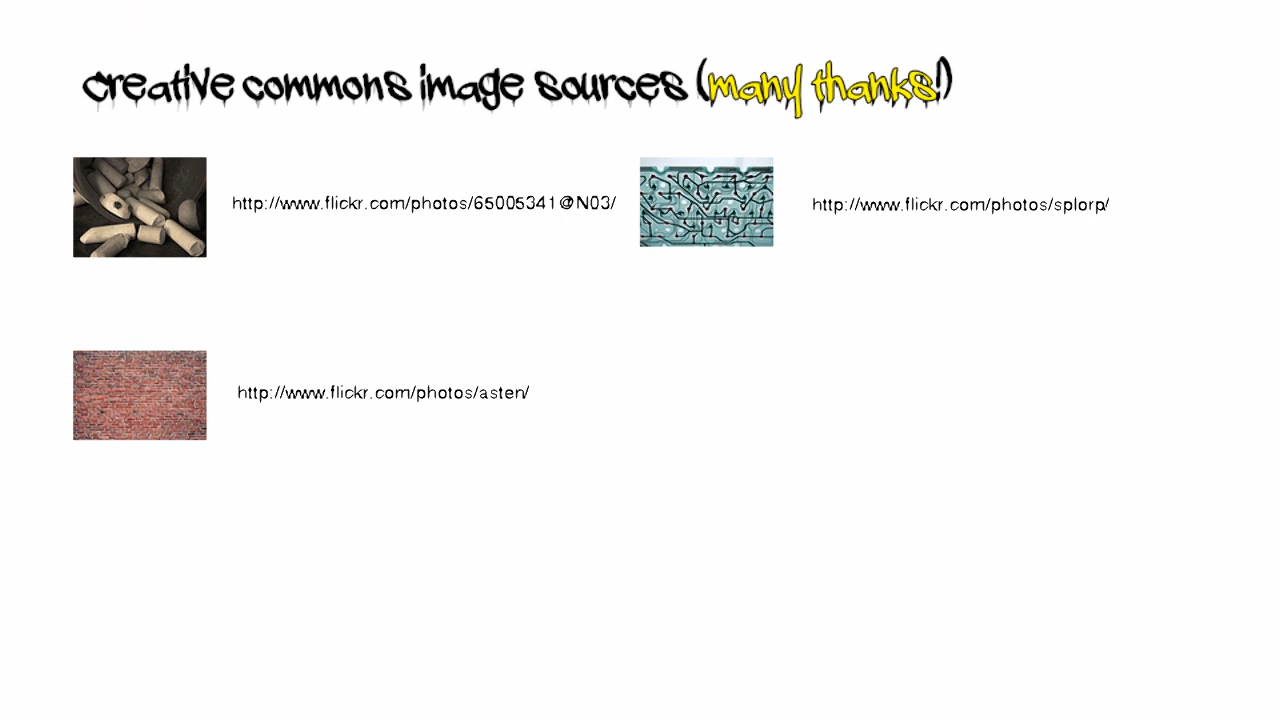 creative commons image sources (many thanks!)
http://www.flickr.com/photos/65005341@N03/
http://www.flickr.com/photos/splorp/
http://www.flickr.com/photos/asten/